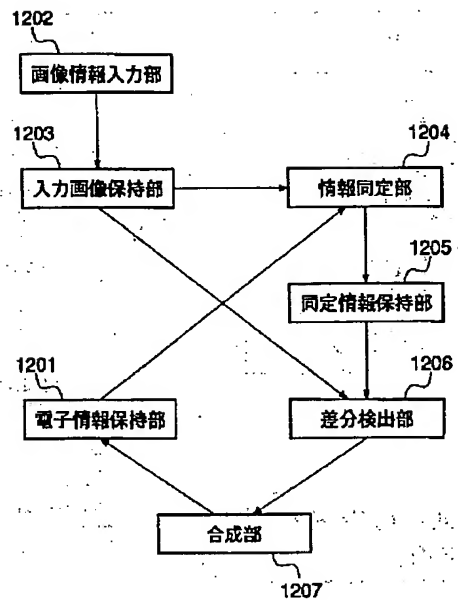 1202
画像情報入力部
1203
入力画像保持部
1204
情報同定部
1205
同定情報保持部
1201
電子情報保持部
1206
差分検出部
合成部
1207